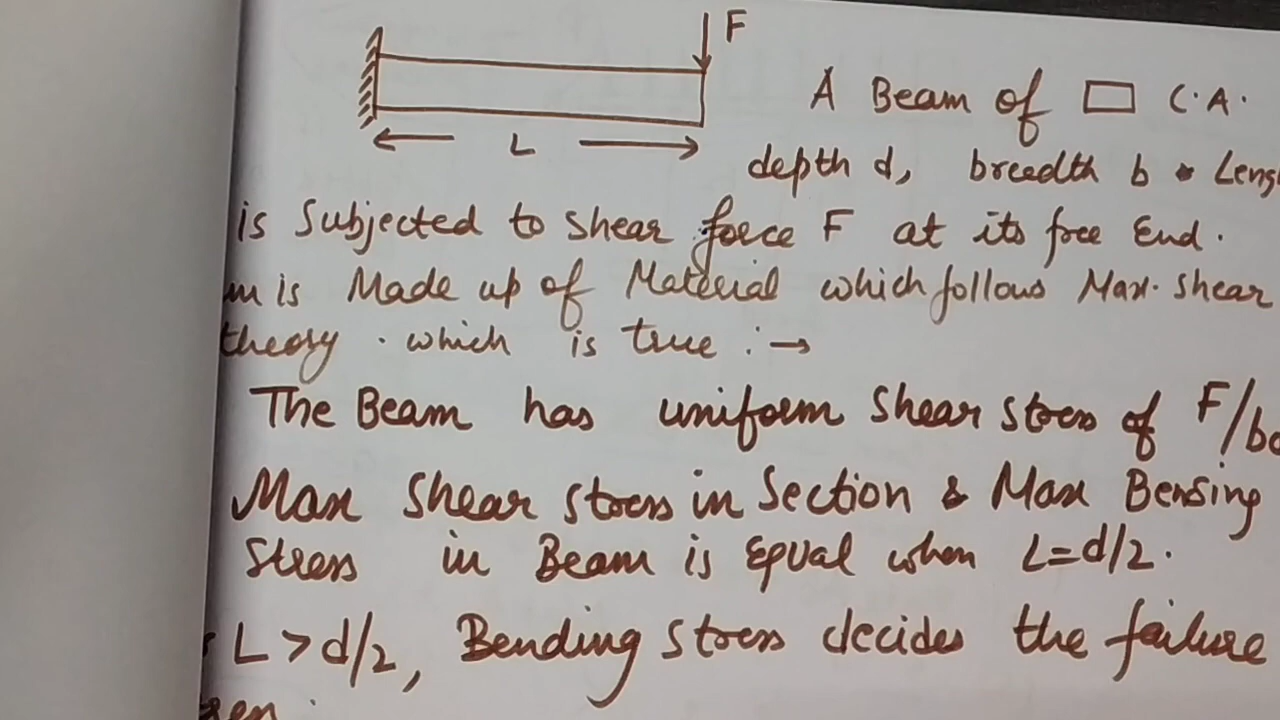 F
L
A Beam of ▭ C.A.
depth d, breadth b & Leng
is Subjected to shear force F at its free End.
m is Made up of Material which follows Max. Shear
theory. which is true :→
The Beam has uniform Shear Stress of F/bd
Max Shear Stress in Section & Max Bensing
Stress in Beam is Equal when L=d/2.
L > d/2, Bending Stress decides the failure